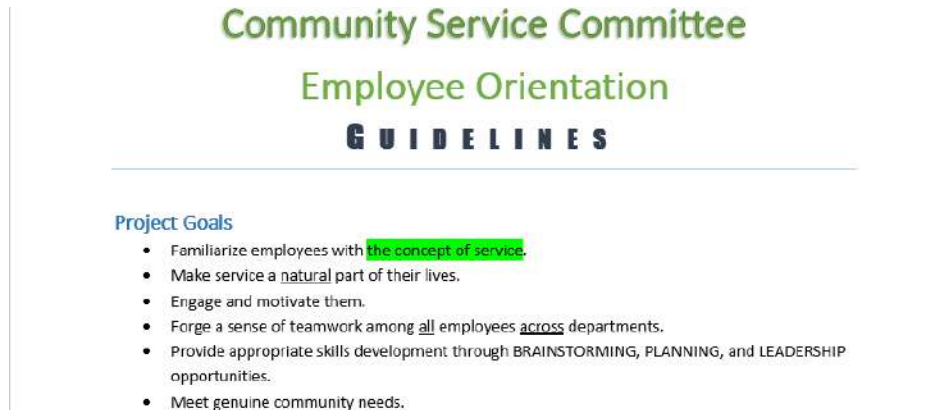 Community Service Committee
Employee Orientation
GUIDELINES
Project Goals
• Familiarize employees with the concept of service.
• Make service a natural part of their lives.
• Engage and motivate them.
• Forge a sense of teamwork among all employees across departments.
• Provide appropriate skills development through BRAINSTORMING, PLANNING, and LEADERSHIP
opportunities.
• Meet genuine community needs.